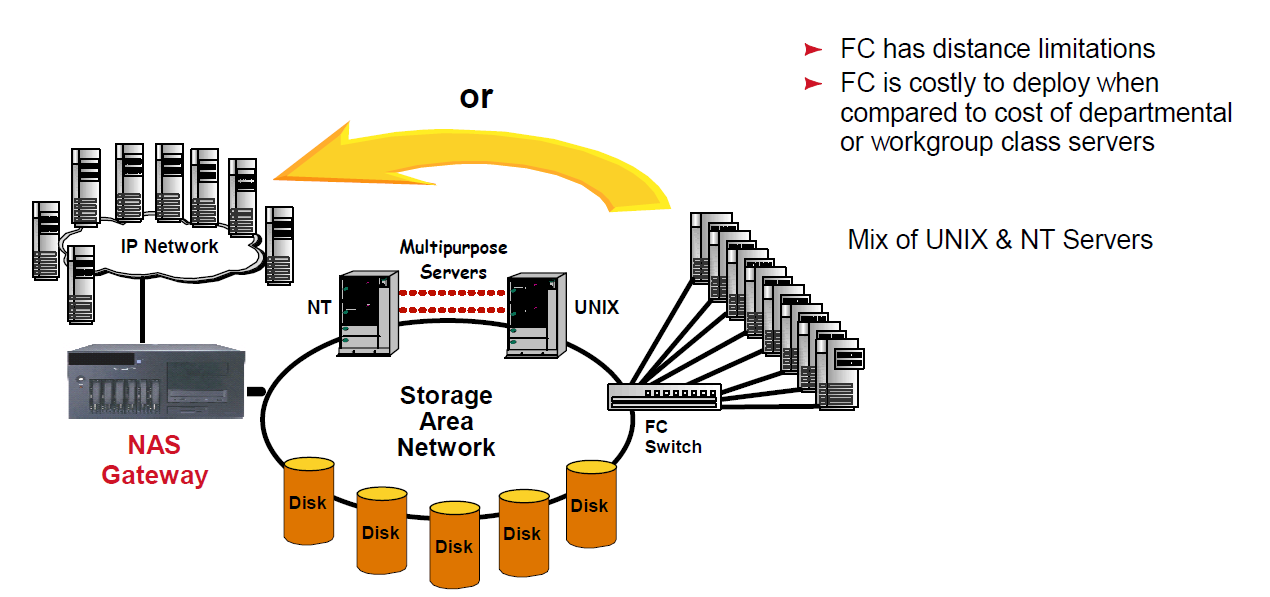 FC has distance limitations
FC is costly to deploy when
compared to cost of departmental
or workgroup class servers
or
Mix of UNIX & NT Servers
IP Network
Multipurpose
Servers
NT
UNIX
Storage
Area
Network
FC
Switch
NAS
Gateway
Disk
Disk
Disk
Disk
Disk